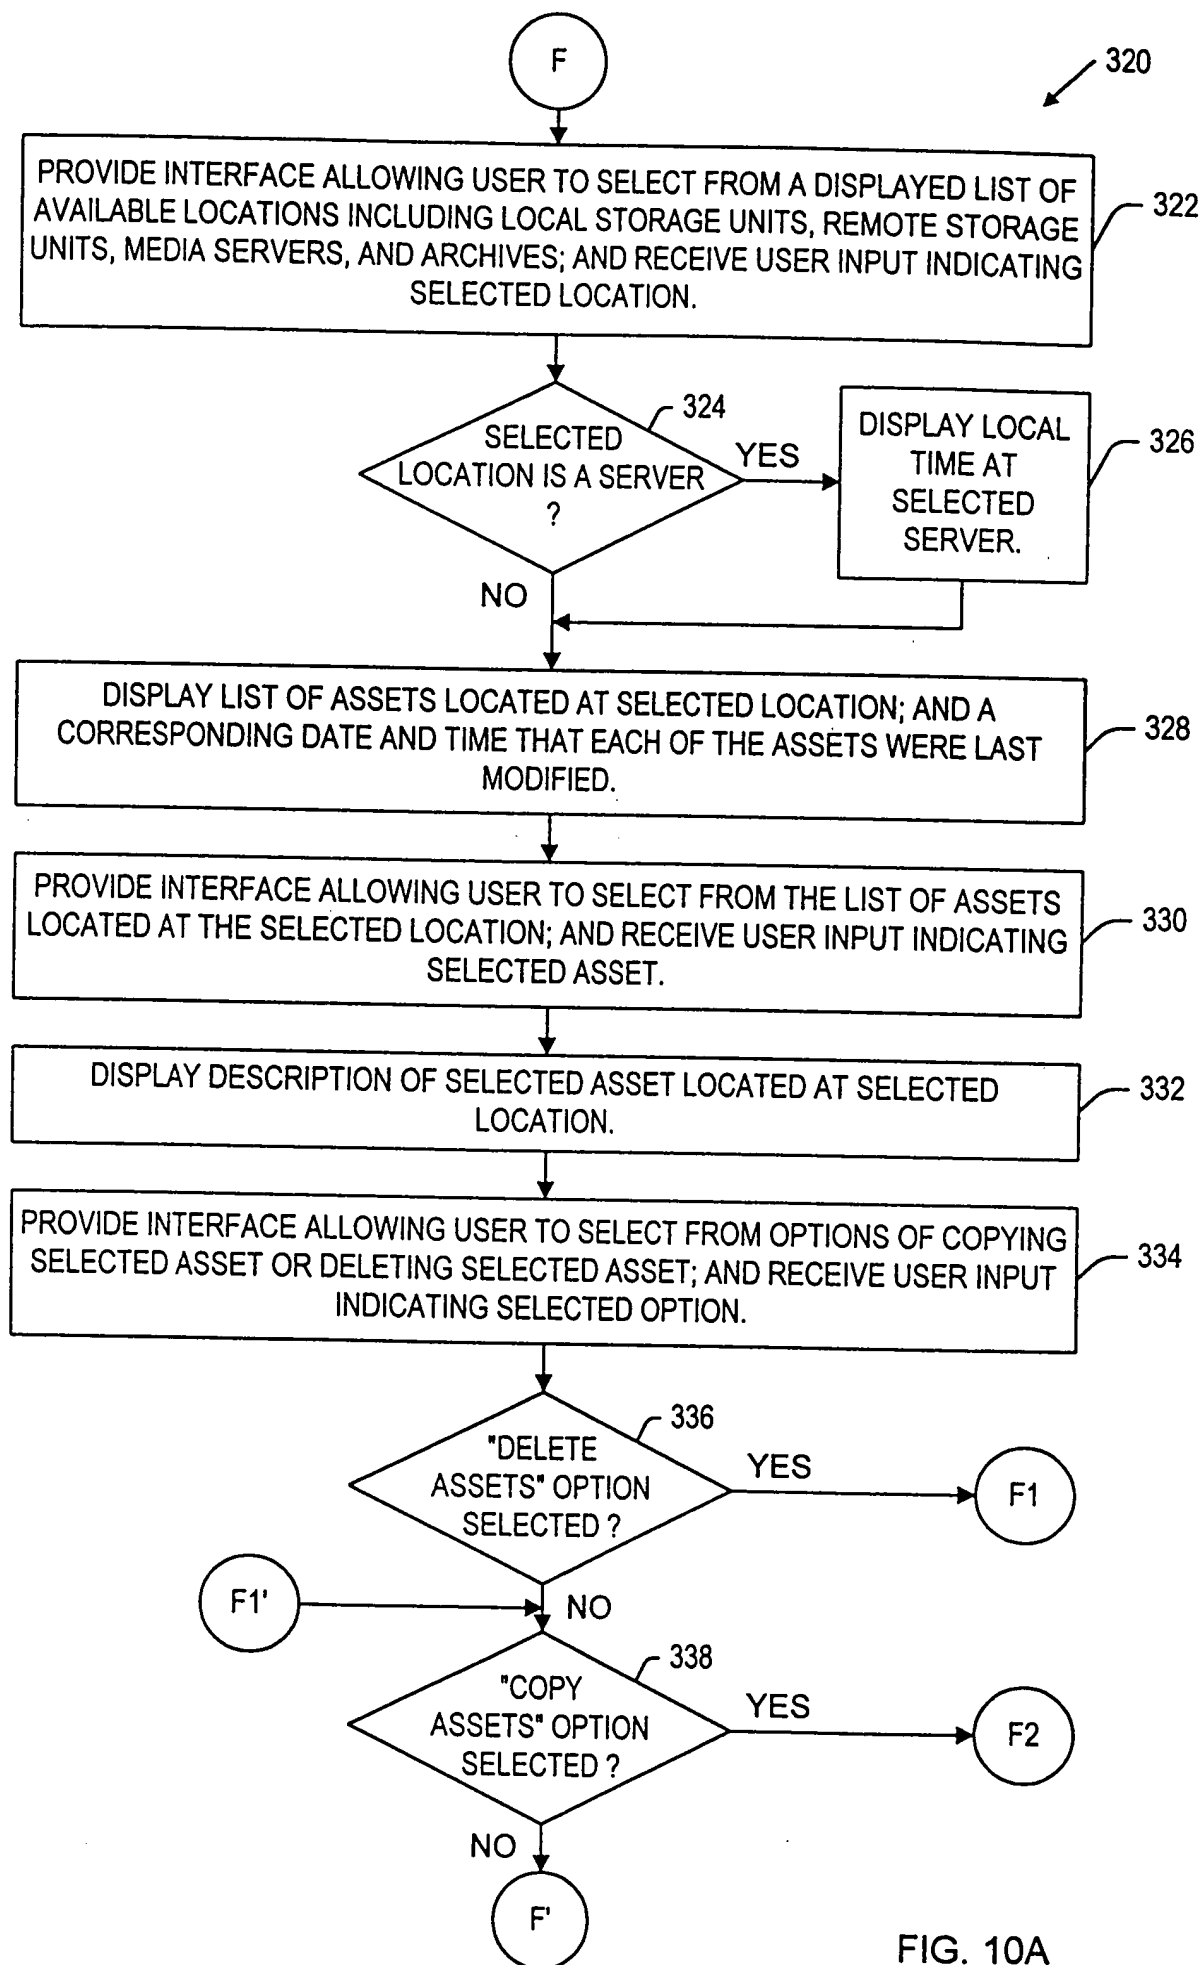 F
320
PROVIDE INTERFACE ALLOWING USER TO SELECT FROM A DISPLAYED LIST OF
AVAILABLE LOCATIONS INCLUDING LOCAL STORAGE UNITS, REMOTE STORAGE
UNITS, MEDIA SERVERS, AND ARCHIVES; AND RECEIVE USER INPUT INDICATING
SELECTED LOCATION.
322
324
SELECTED
LOCATION IS A SERVER
?
YES
DISPLAY LOCAL
TIME AT
SELECTED
SERVER.
326
NO
DISPLAY LIST OF ASSETS LOCATED AT SELECTED LOCATION; AND A
CORRESPONDING DATE AND TIME THAT EACH OF THE ASSETS WERE LAST
MODIFIED.
328
PROVIDE INTERFACE ALLOWING USER TO SELECT FROM THE LIST OF ASSETS
LOCATED AT THE SELECTED LOCATION; AND RECEIVE USER INPUT INDICATING
SELECTED ASSET.
330
DISPLAY DESCRIPTION OF SELECTED ASSET LOCATED AT SELECTED
LOCATION.
332
PROVIDE INTERFACE ALLOWING USER TO SELECT FROM OPTIONS OF COPYING
SELECTED ASSET OR DELETING SELECTED ASSET; AND RECEIVE USER INPUT
INDICATING SELECTED OPTION.
334
336
"DELETE
ASSETS" OPTION
SELECTED ?
YES
F1
F1'
NO
338
"COPY
ASSETS" OPTION
SELECTED ?
YES
F2
NO
F'
FIG. 10A